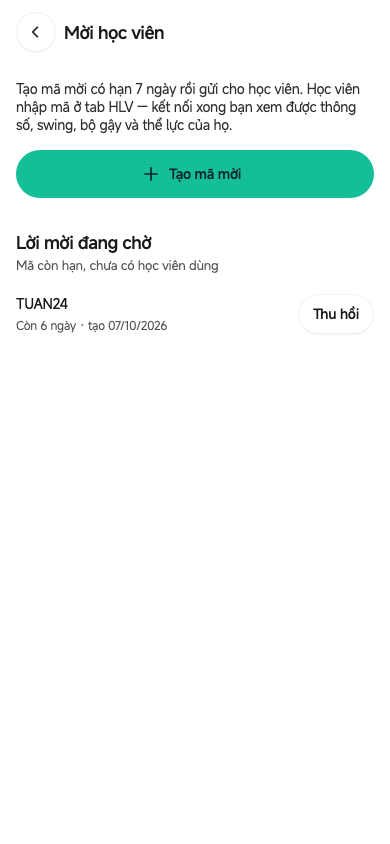 Mời học viên
Tạo mã mời có hạn 7 ngày rồi gửi cho học viên. Học viên
nhập mã ở tab HLV — kết nối xong bạn xem được thông
số, swing, bộ gậy và thể lực của họ.
Tạo mã mời
Lời mời đang chờ
Mã còn hạn, chưa có học viên dùng
TUAN24
Còn 6 ngày · tạo 07/10/2026
Thu hồi